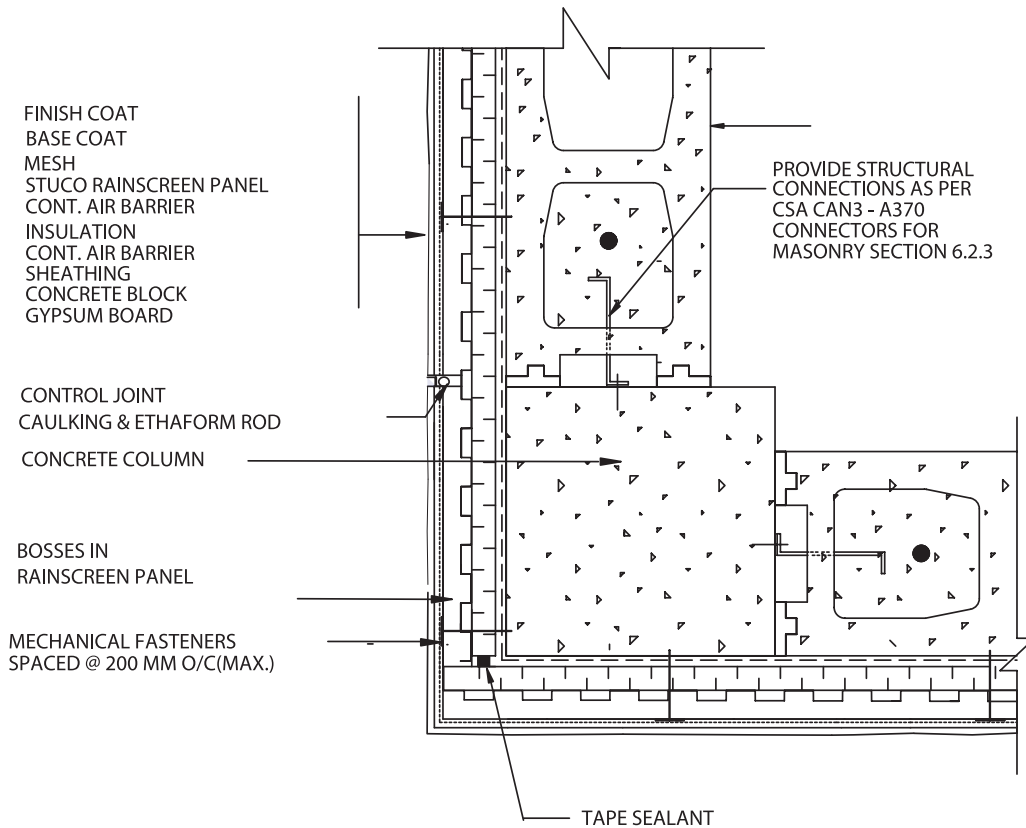 FINISH COAT
BASE COAT
MESH
STUCO RAINSCREEN PANEL
CONT. AIR BARRIER
INSULATION
CONT. AIR BARRIER
SHEATHING
CONCRETE BLOCK
GYPSUM BOARD
PROVIDE STRUCTURAL
CONNECTIONS AS PER
CSA CAN3 - A370
CONNECTORS FOR
MASONRY SECTION 6.2.3
CONTROL JOINT
CAULKING & ETHAFORM ROD
CONCRETE COLUMN
BOSSES IN
RAINSCREEN PANEL
MECHANICAL FASTENERS
SPACED @ 200 MM O/C(MAX.)
TAPE SEALANT